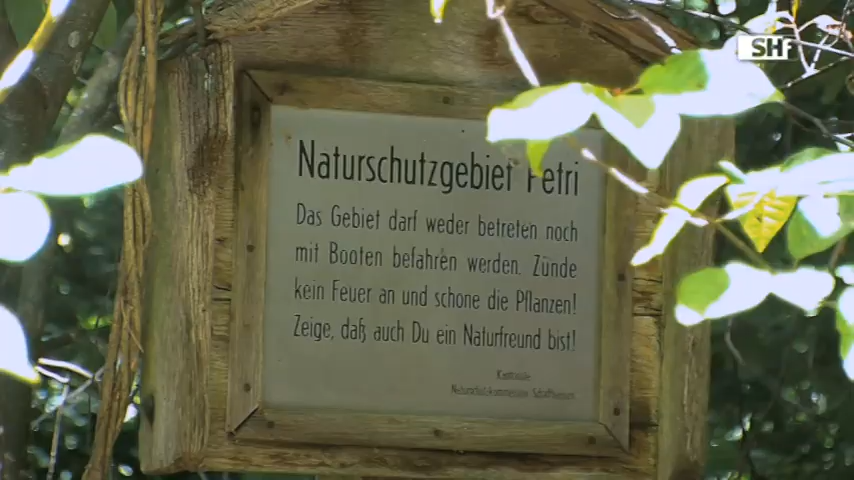 SHf
Naturschutzgebiet Petri
Das Gebiet darf weder betreten noch
mit Booten befahren werden. Zünde
kein Feuer an und schone die Pflanzen!
Zeige, daß auch Du ein Naturfreund bist!
Kantonale
Naturschutzkommission Schaffhausen